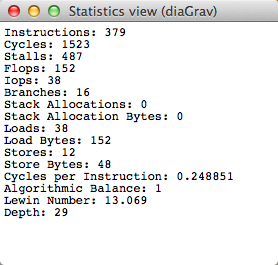 Statistics view (diaGrav)
Instructions: 379
Cycles: 1523
Stalls: 487
Flops: 152
Iops: 38
Branches: 16
Stack Allocations: 0
Stack Allocation Bytes: 0
Loads: 38
Load Bytes: 152
Stores: 12
Store Bytes: 48
Cycles per Instruction: 0.248851
Algorithmic Balance: 1
Lewin Number: 13.069
Depth: 29